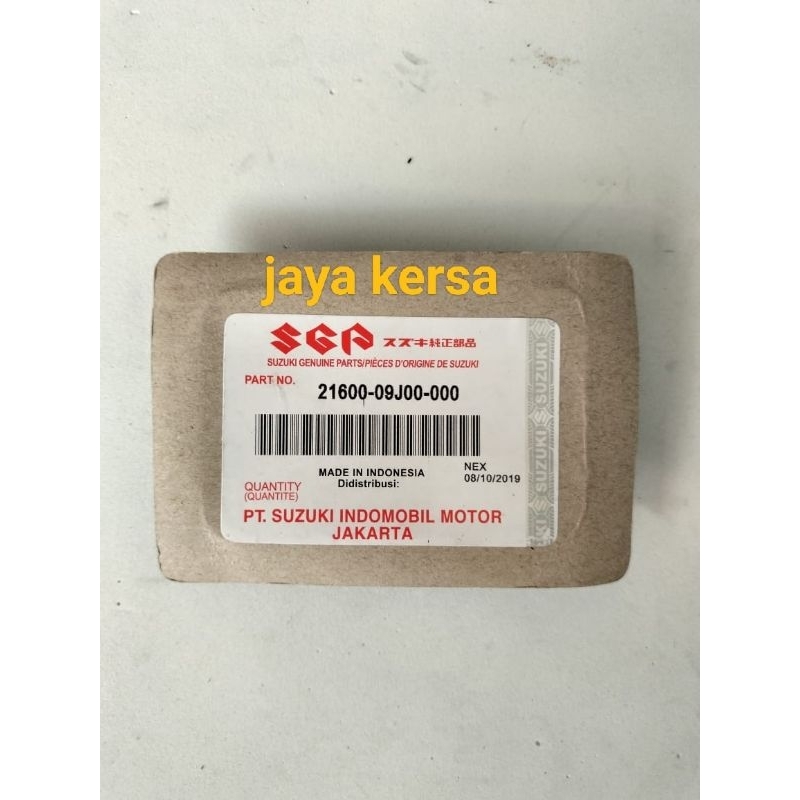 jaya kersa
SGP スズキ純正部品
SUZUKI GENUINE PARTS/PIÈCES D'ORIGINE DE SUZUKI
PART NO.
21600-09J00-000
MADE IN INDONESIA
Didistribusi:
NEX
08/10/2019
QUANTITY
(QUANTITE)
PT. SUZUKI INDOMOBIL MOTOR
JAKARTA
SUZUKI
SUZUKI
SUZUKI